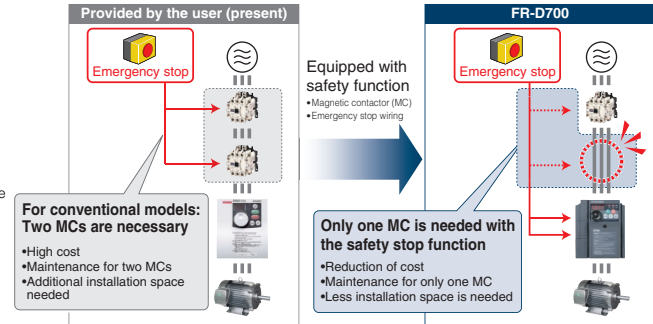 Provided by the user (present)
Emergency stop
For conventional models:
Two MCs are necessary
•High cost
•Maintenance for two MCs
•Additional installation space
needed
Equipped with
safety function
•Magnetic contactor (MC)
•Emergency stop wiring
FR-D700
Emergency stop
Only one MC is needed with
the safety stop function
•Reduction of cost
•Maintenance for only one MC
•Less installation space is needed
e